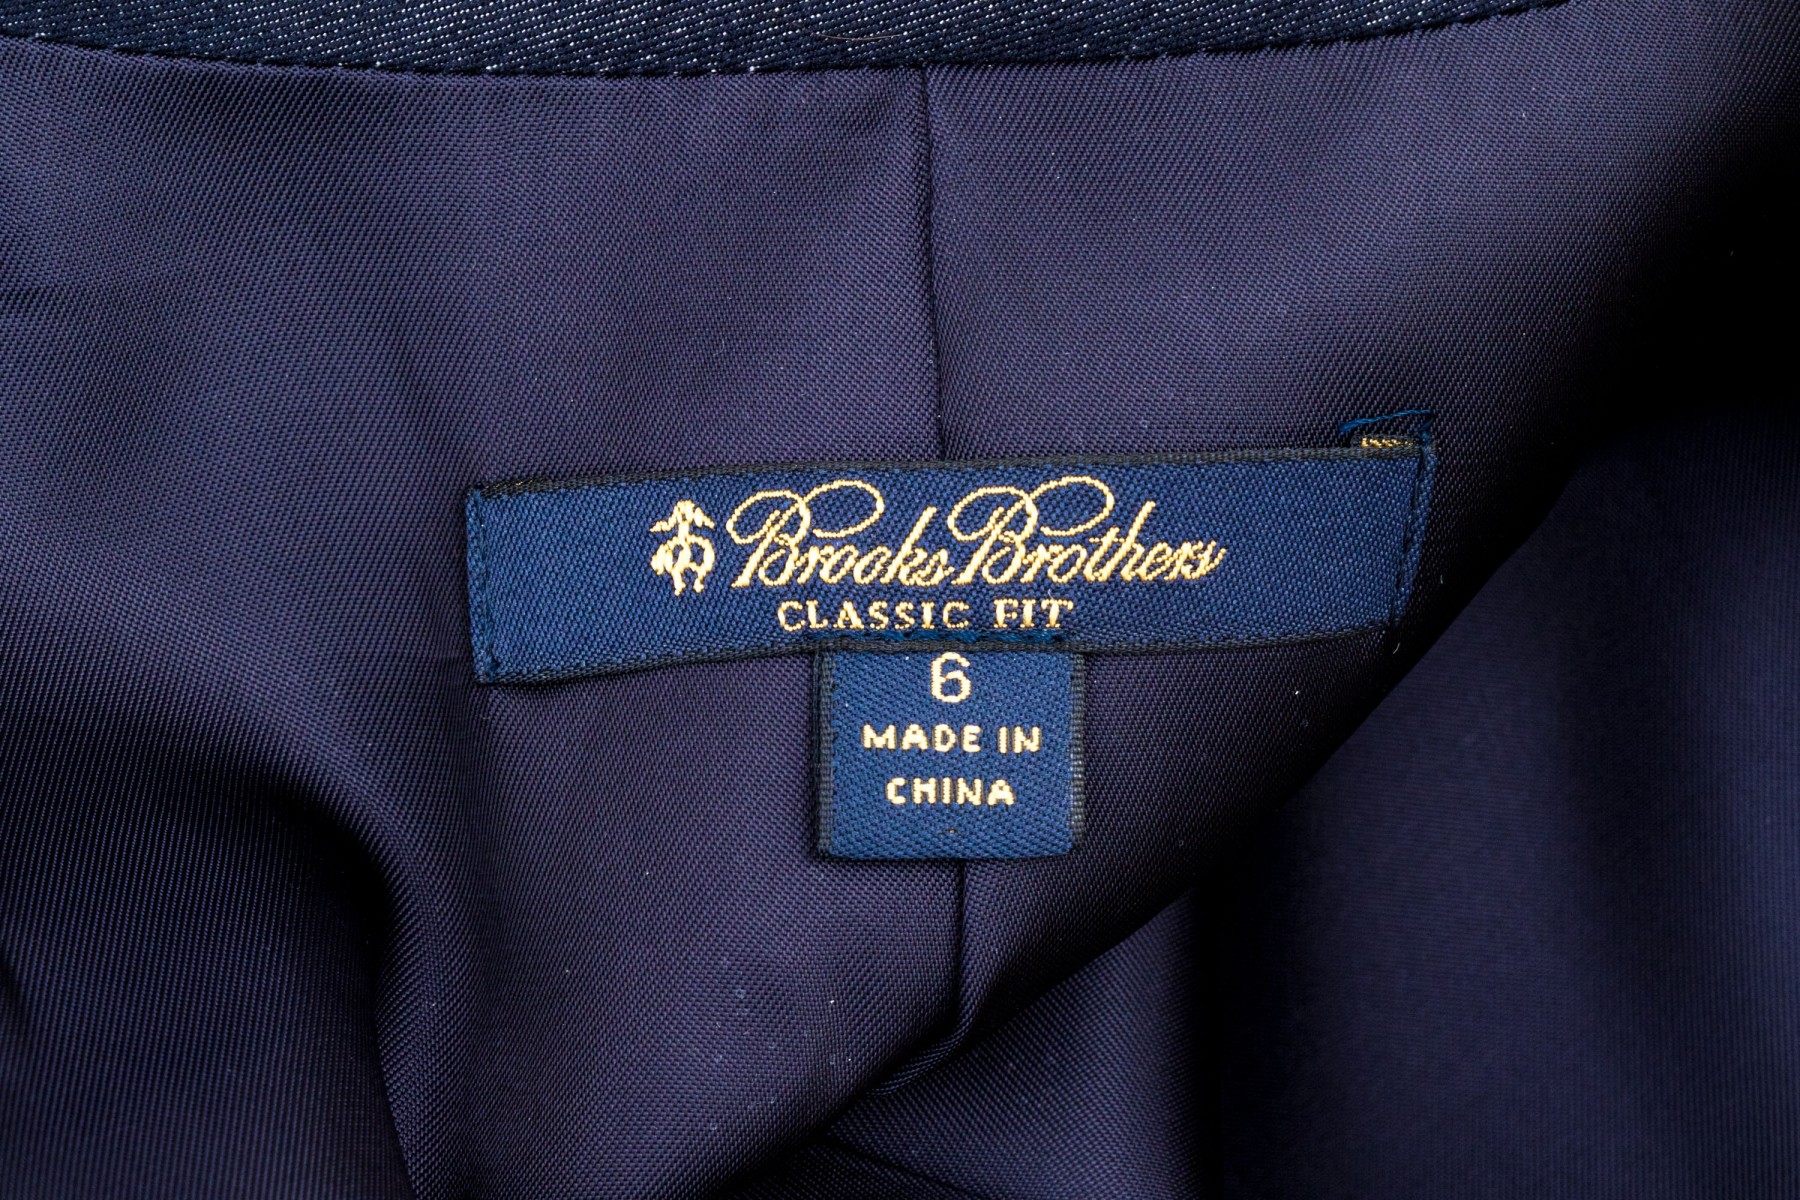 Brooks Brothers
CLASSIC FIT
6
MADE IN
CHINA